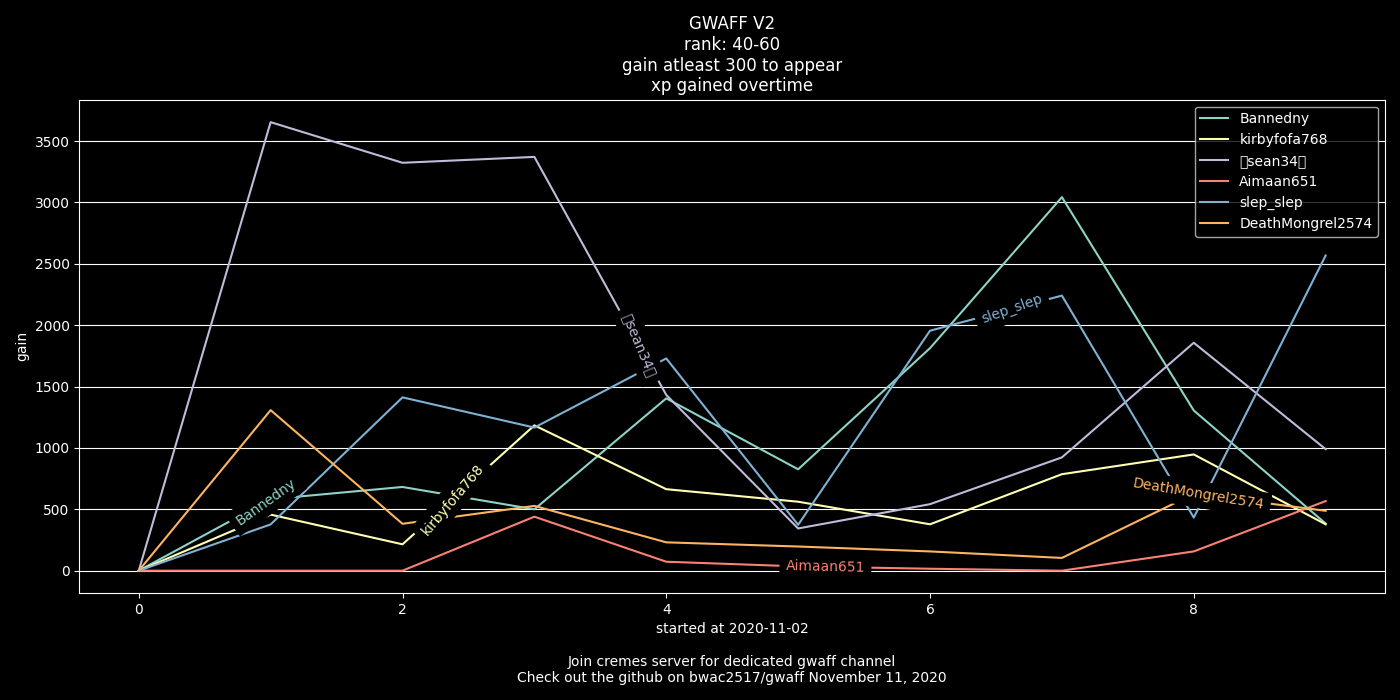 GWAFF V2
rank: 40-60
gain atleast 300 to appear
xp gained overtime
Bannedny
kirbyfofa768
sean34
Aimaan651
slep_slep
DeathMongrel2574
3500
3000
2500
2000
1500
1000
500
0
gain
Bannedny
kirbyfofa768
sean34
Aimaan651
slep_slep
DeathMongrel2574
0
2
4
6
8
started at 2020-11-02
Join cremes server for dedicated gwaff channel
Check out the github on bwac2517/gwaff November 11, 2020